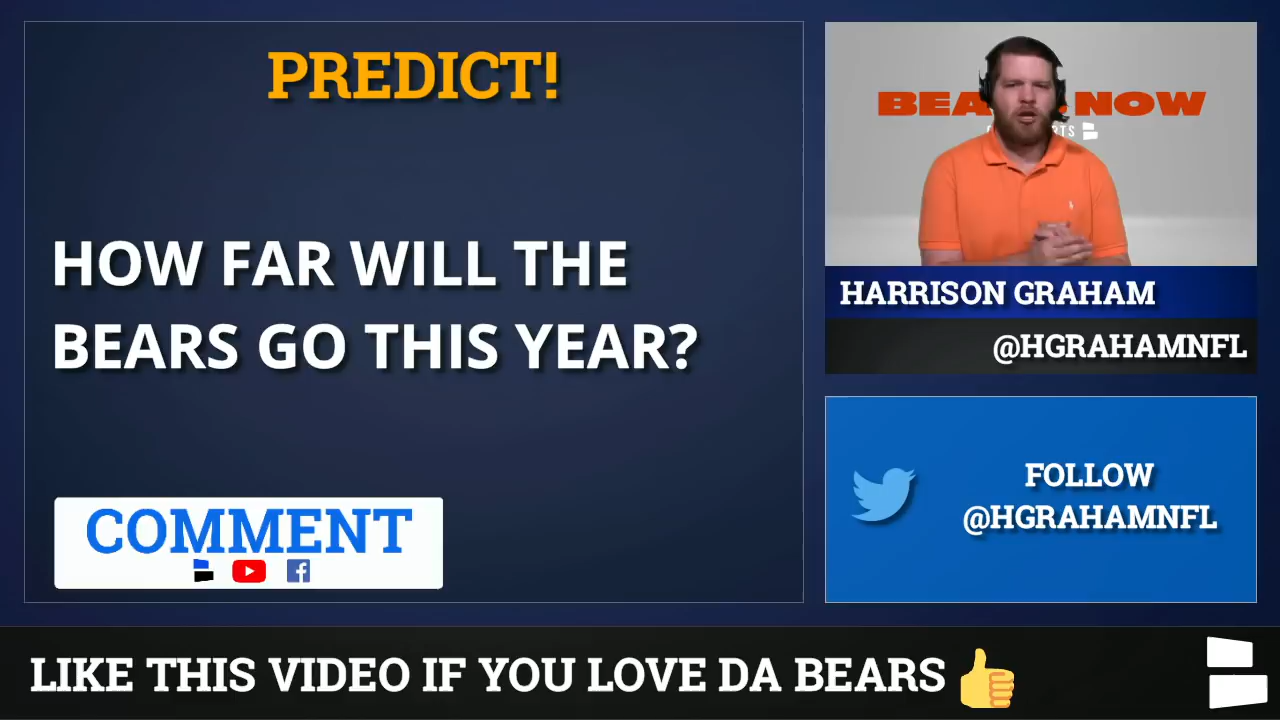 PREDICT!
HOW FAR WILL THE
BEARS GO THIS YEAR?
COMMENT
NOW
HARRISON GRAHAM
@HGRAHAMNFL
FOLLOW
@HGRAHAMNFL
LIKE THIS VIDEO IF YOU LOVE DA BEARS